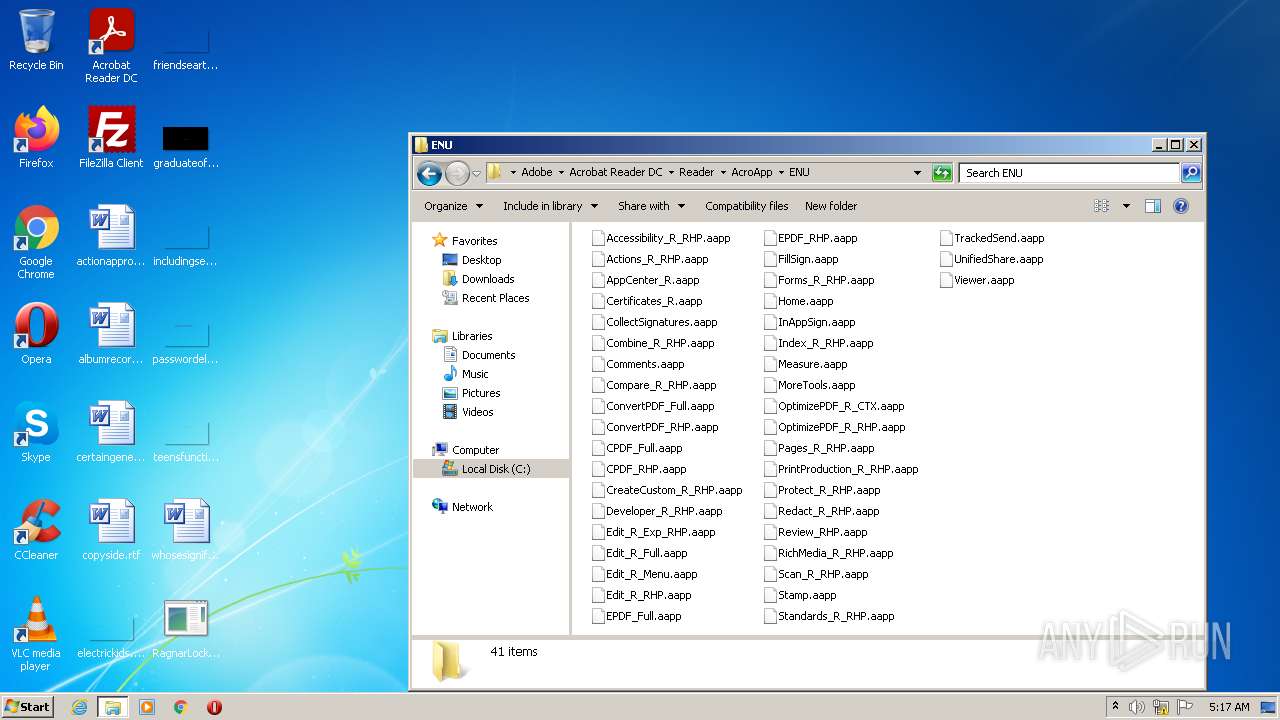 Recycle Bin
Acrobat
Reader DC
friendseart...
Firefox
FileZilla Client
graduateof...
Google
Chrome
actionappro...
includingse...
Opera
albumrecor...
passwordel...
Skype
certaingene...
teensfuncti...
CCleaner
copyside.rtf
whosesignif...
VLC media
player
electrickids....
RagnarLock...
ENU
Adobe Acrobat Reader DC Reader AcroApp ENU
Search ENU
Organize Include in library Share with Compatibility files New folder
Favorites
Desktop
Downloads
Recent Places
Libraries
Documents
Music
Pictures
Videos
Computer
Local Disk (C:)
Network
Accessibility_R_RHP.aapp
Actions_R_RHP.aapp
AppCenter_R.aapp
Certificates_R.aapp
CollectSignatures.aapp
Combine_R_RHP.aapp
Comments.aapp
Compare_R_RHP.aapp
ConvertPDF_Full.aapp
ConvertPDF_RHP.aapp
CPDF_Full.aapp
CPDF_RHP.aapp
CreateCustom_R_RHP.aapp
Developer_R_RHP.aapp
Edit_R_Exp_RHP.aapp
Edit_R_Full.aapp
Edit_R_Menu.aapp
Edit_R_RHP.aapp
EPDF_Full.aapp
EPDF_RHP.aapp
FillSign.aapp
Forms_R_RHP.aapp
Home.aapp
InAppSign.aapp
Index_R_RHP.aapp
Measure.aapp
MoreTools.aapp
OptimizePDF_R_CTX.aapp
OptimizePDF_R_RHP.aapp
Pages_R_RHP.aapp
PrintProduction_R_RHP.aapp
Protect_R_RHP.aapp
Redact_R_RHP.aapp
Review_RHP.aapp
RichMedia_R_RHP.aapp
Scan_R_RHP.aapp
Stamp.aapp
Standards_R_RHP.aapp
TrackedSend.aapp
UnifiedShare.aapp
Viewer.aapp
41 items
ANY RUN
Start
5:17 AM